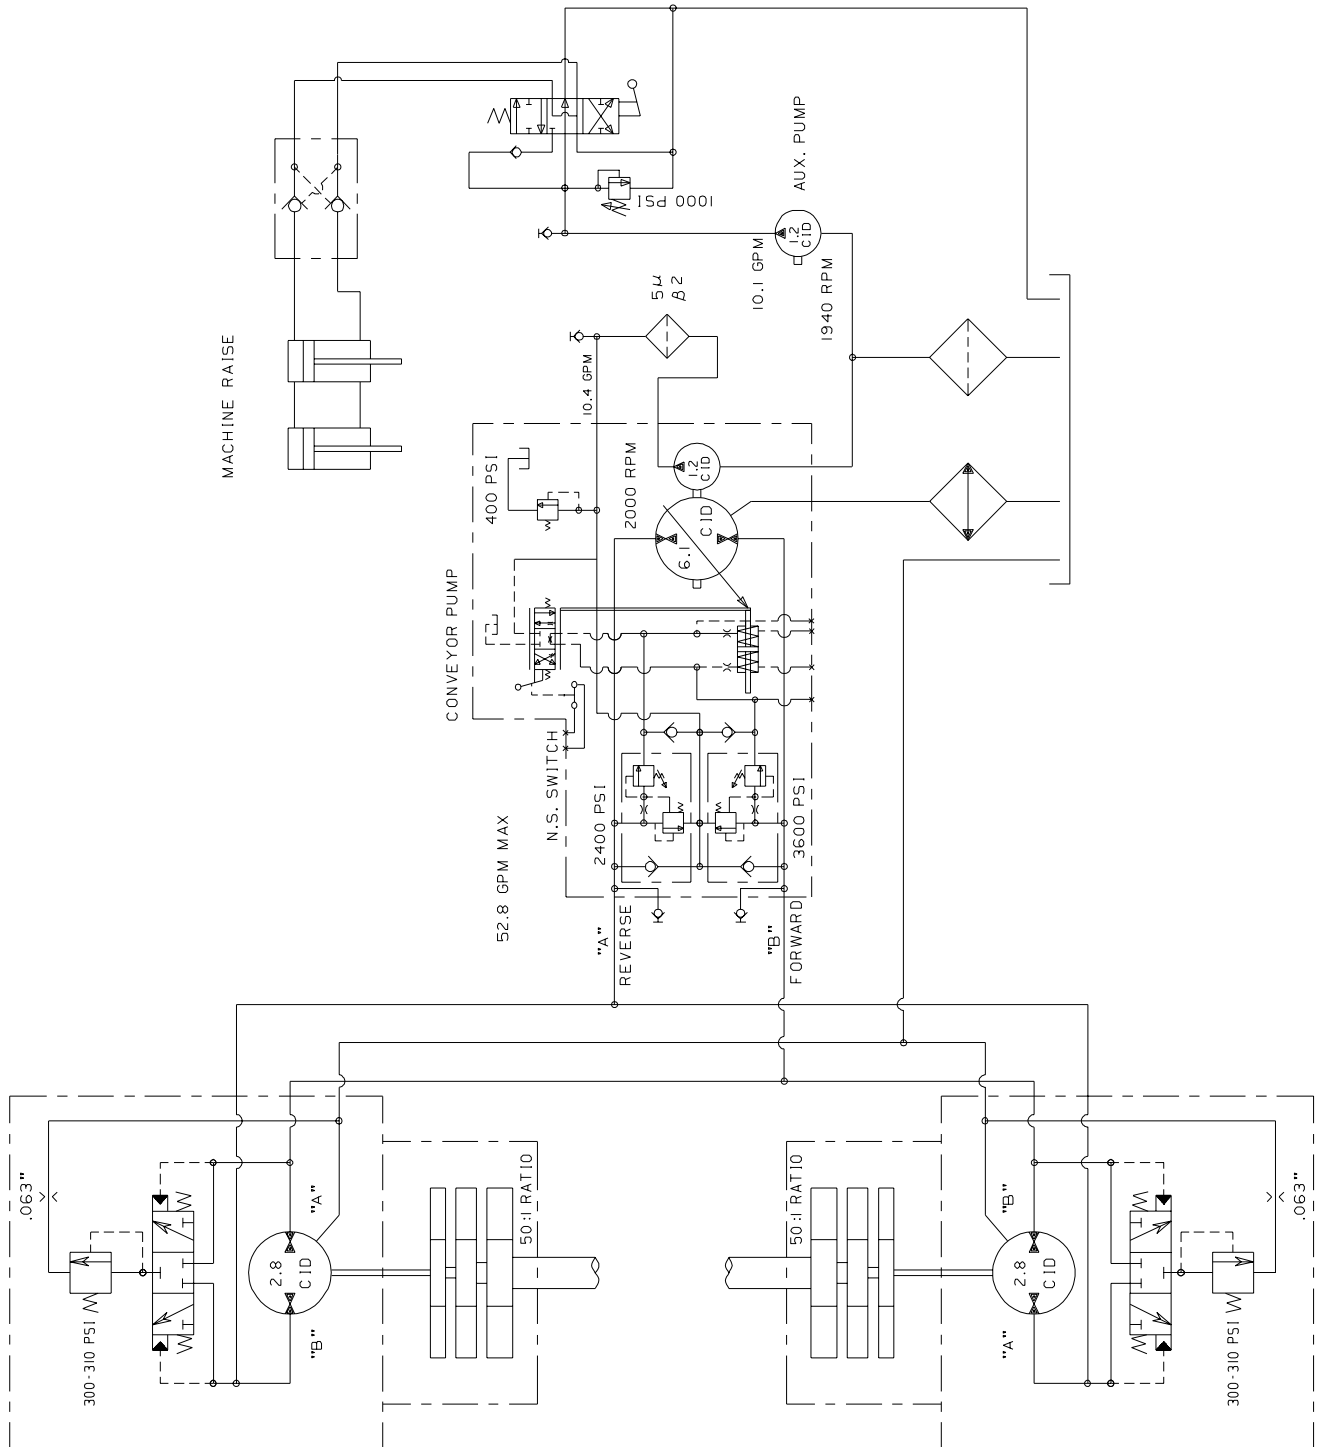 MACHINE RAISE
1000 PSI
AUX. PUMP
1.2
CID
10.1 GPM
1940 RPM
5µ
β2
10.4 GPM
400 PSI
2000 RPM
1.2
CID
6.1
CID
CONVEYOR PUMP
N.S. SWITCH
2400 PSI
3600 PSI
52.8 GPM MAX
"A"
REVERSE
"B"
FORWARD
.063"
300-310 PSI
2.8
CID
"A"
"B"
50:1 RATIO
50:1 RATIO
2.8
CID
"B"
"A"
.063"
300-310 PSI